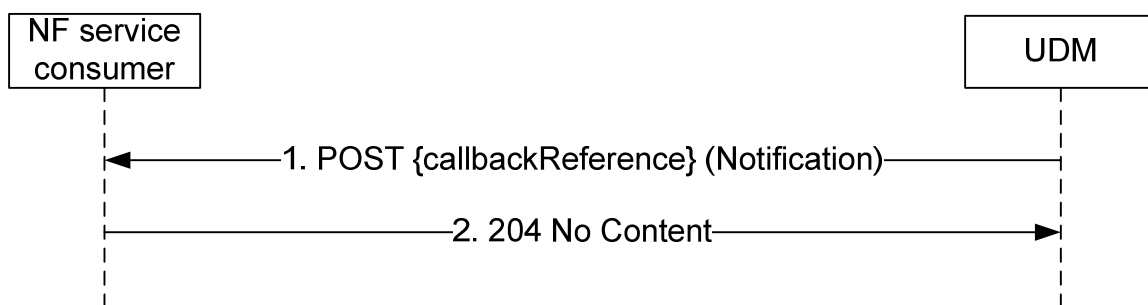 NF service
consumer
UDM
1. POST {callbackReference} (Notification)
2. 204 No Content